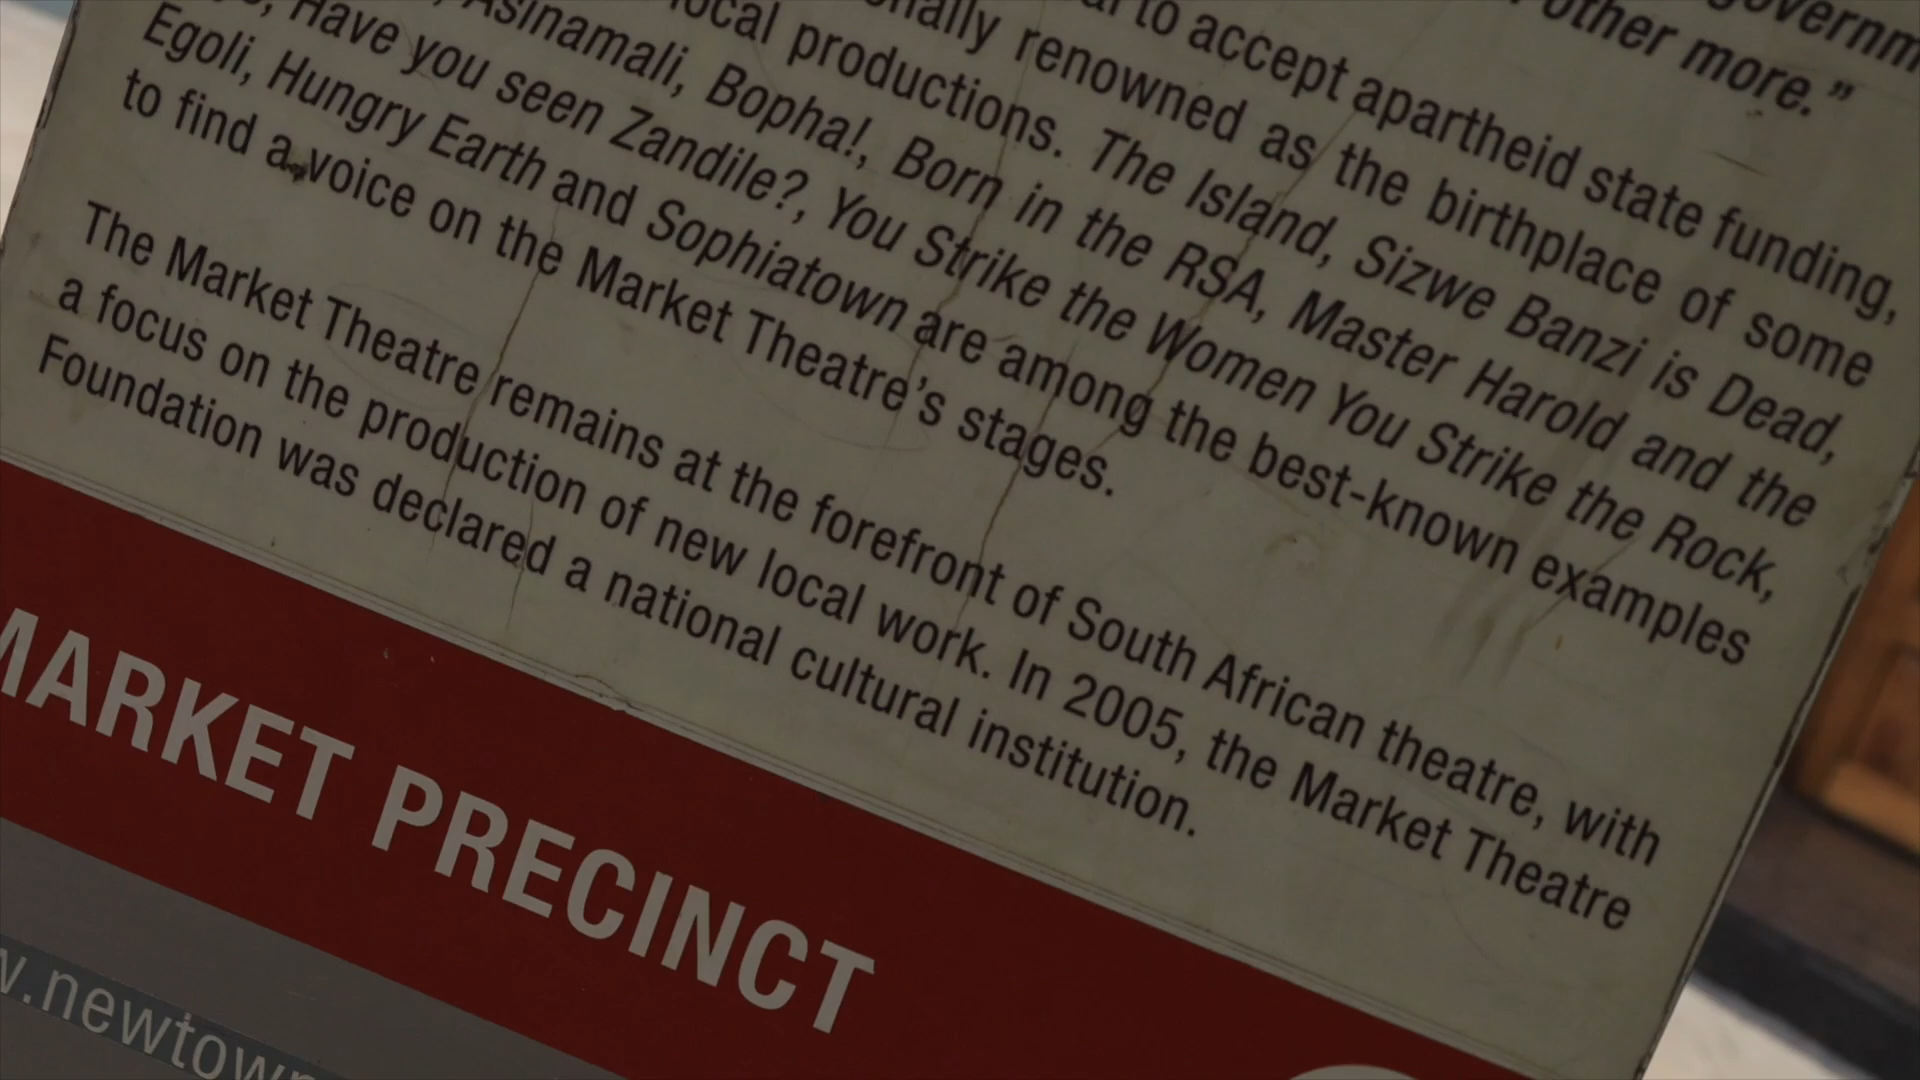 other more.”
to accept apartheid state funding,
renowned as the birthplace of some
local productions. The Island, Sizwe Banzi is Dead,
Asinamali, Bopha!, Born in the RSA, Master Harold and the
Have you seen Zandile?, You Strike the Women You Strike the Rock,
Egoli, Hungry Earth and Sophiatown are among the best-known examples
to find a voice on the Market Theatre’s stages.
The Market Theatre remains at the forefront of South African theatre, with
a focus on the production of new local work. In 2005, the Market Theatre
Foundation was declared a national cultural institution.
MARKET PRECINCT
w.newtown